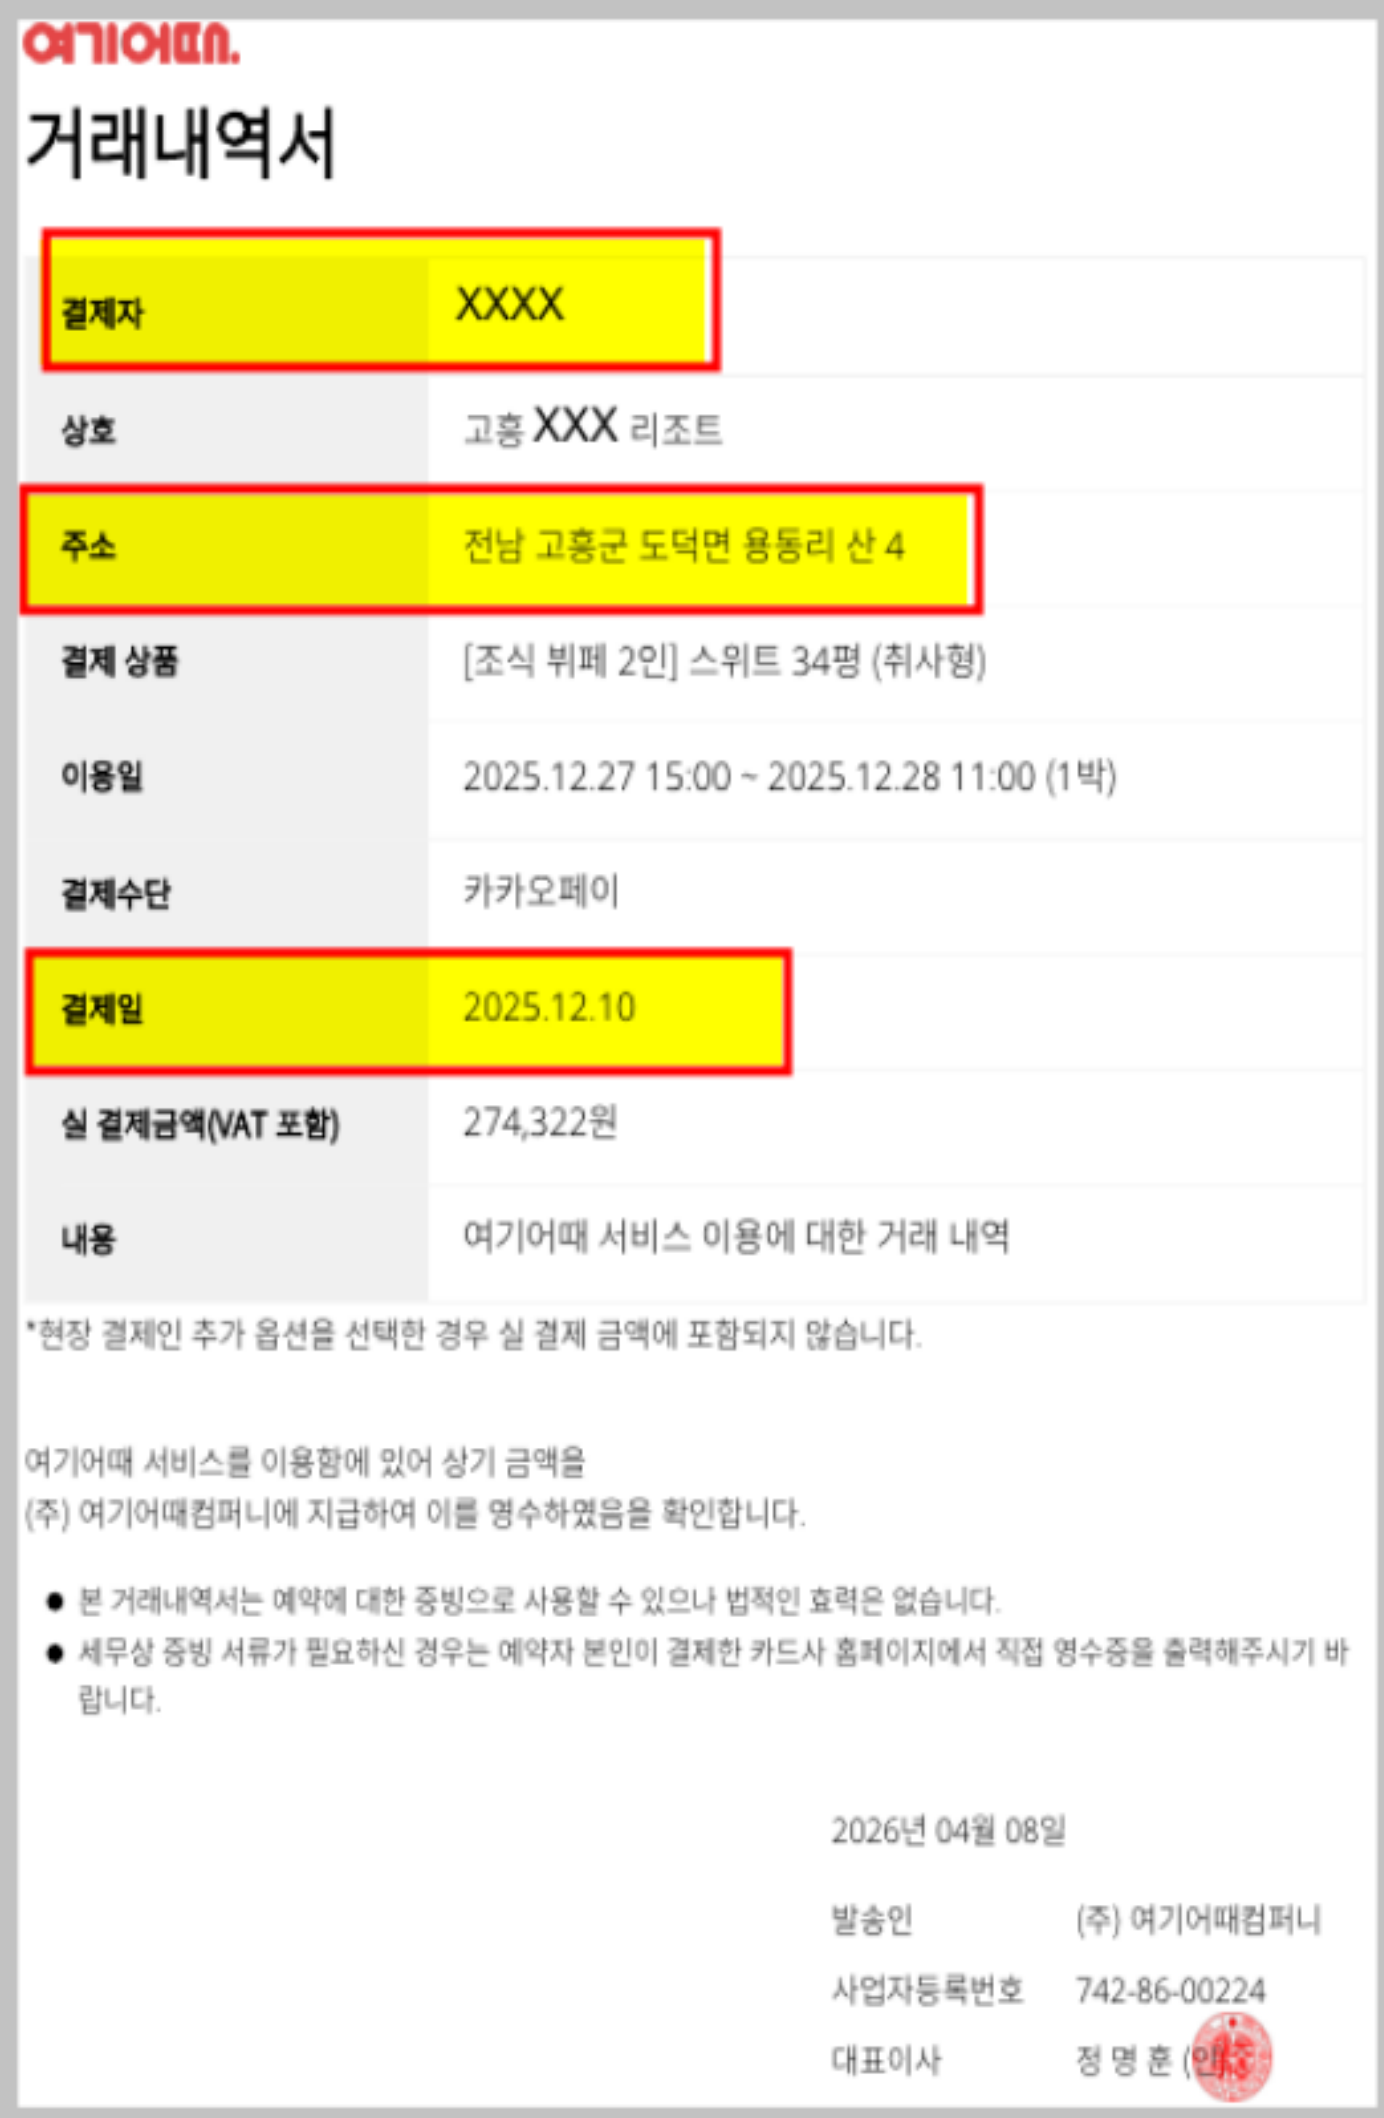 여기어때.
거래내역서
결제자 XXXX
상호 고흥 XXX 리조트
주소 전남 고흥군 도덕면 용동리 산 4
결제 상품 [조식 뷔페 2인] 스위트 34평 (취사형)
이용일 2025.12.27 15:00 ~ 2025.12.28 11:00 (1박)
결제수단 카카오페이
결제일 2025.12.10
실 결제금액(VAT 포함) 274,322원
내용 여기어때 서비스 이용에 대한 거래 내역
*현장 결제인 추가 옵션을 선택한 경우 실 결제 금액에 포함되지 않습니다.
여기어때 서비스를 이용함에 있어 상기 금액을
(주) 여기어때컴퍼니에 지급하여 이를 영수하였음을 확인합니다.
● 본 거래내역서는 예약에 대한 증빙으로 사용할 수 있으나 법적인 효력은 없습니다.
● 세무상 증빙 서류가 필요하신 경우는 예약자 본인이 결제한 카드사 홈페이지에서 직접 영수증을 출력해주시기 바
랍니다.
2026년 04월 08일
발송인 (주) 여기어때컴퍼니
사업자등록번호 742-86-00224
대표이사 정 명 훈 (인)